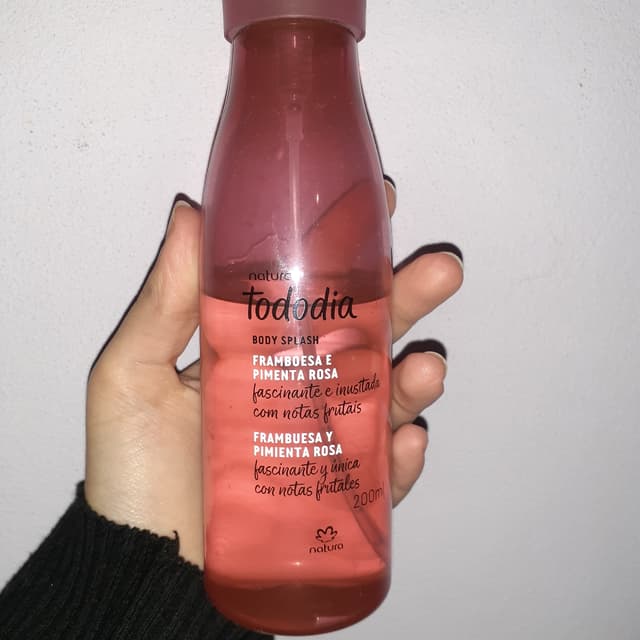 natura
tododia
BODY SPLASH
FRAMBOESA E
PIMENTA ROSA
fascinante e inusitada
com notas frutais
FRAMBUESA Y
PIMIENTA ROSA
fascinante y única
con notas frutales
200ml
natura